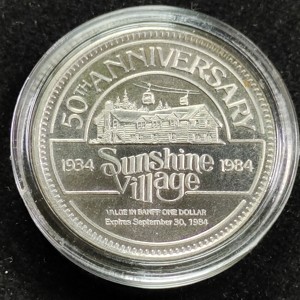 50TH ANNIVERSARY
1934 Sunshine 1984
Village
VALUE IN BANFF ONE DOLLAR
Expires September 30, 1984